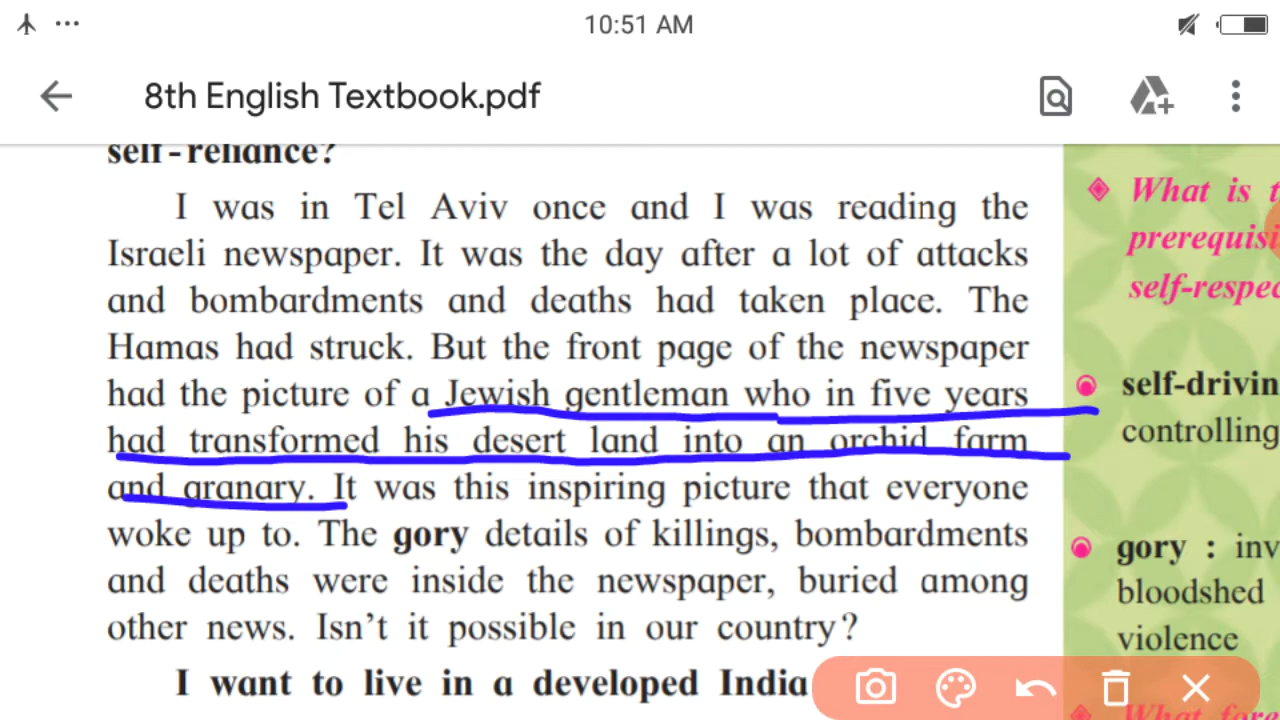 10:51 AM
8th English Textbook.pdf
self-reliance?
I was in Tel Aviv once and I was reading the
Israeli newspaper. It was the day after a lot of attacks
and bombardments and deaths had taken place. The
Hamas had struck. But the front page of the newspaper
had the picture of a Jewish gentleman who in five years
had transformed his desert land into an orchid farm
and granary. It was this inspiring picture that everyone
woke up to. The gory details of killings, bombardments
and deaths were inside the newspaper, buried among
other news. Isn't it possible in our country?
I want to live in a developed India
What is
self-drivin
controlling
gory : inv
bloodshed
violence
What